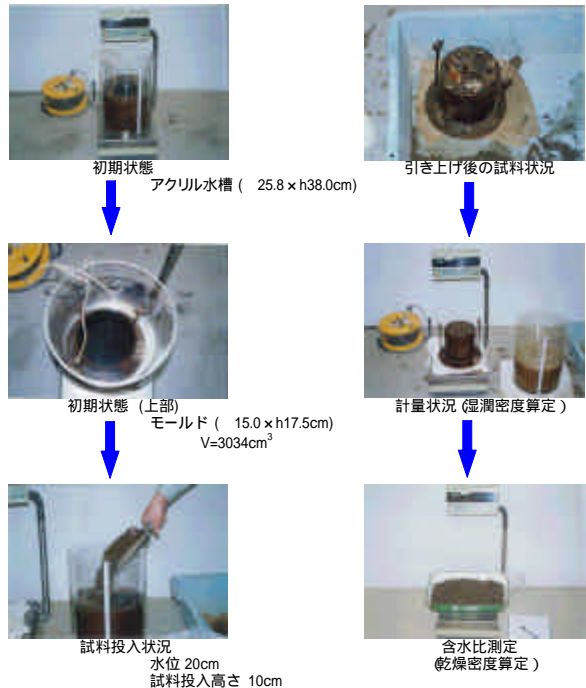 初期状態
アクリル水槽 ( 25.8 × h38.0cm)
初期状態 (上部)
モールド ( 15.0 × h17.5cm)
V=3034cm³
試料投入状況
水位 20cm
試料投入高さ 10cm
引き上げ後の試料状況
計量状況 (湿潤密度算定 )
含水比測定
(乾燥密度算定 )